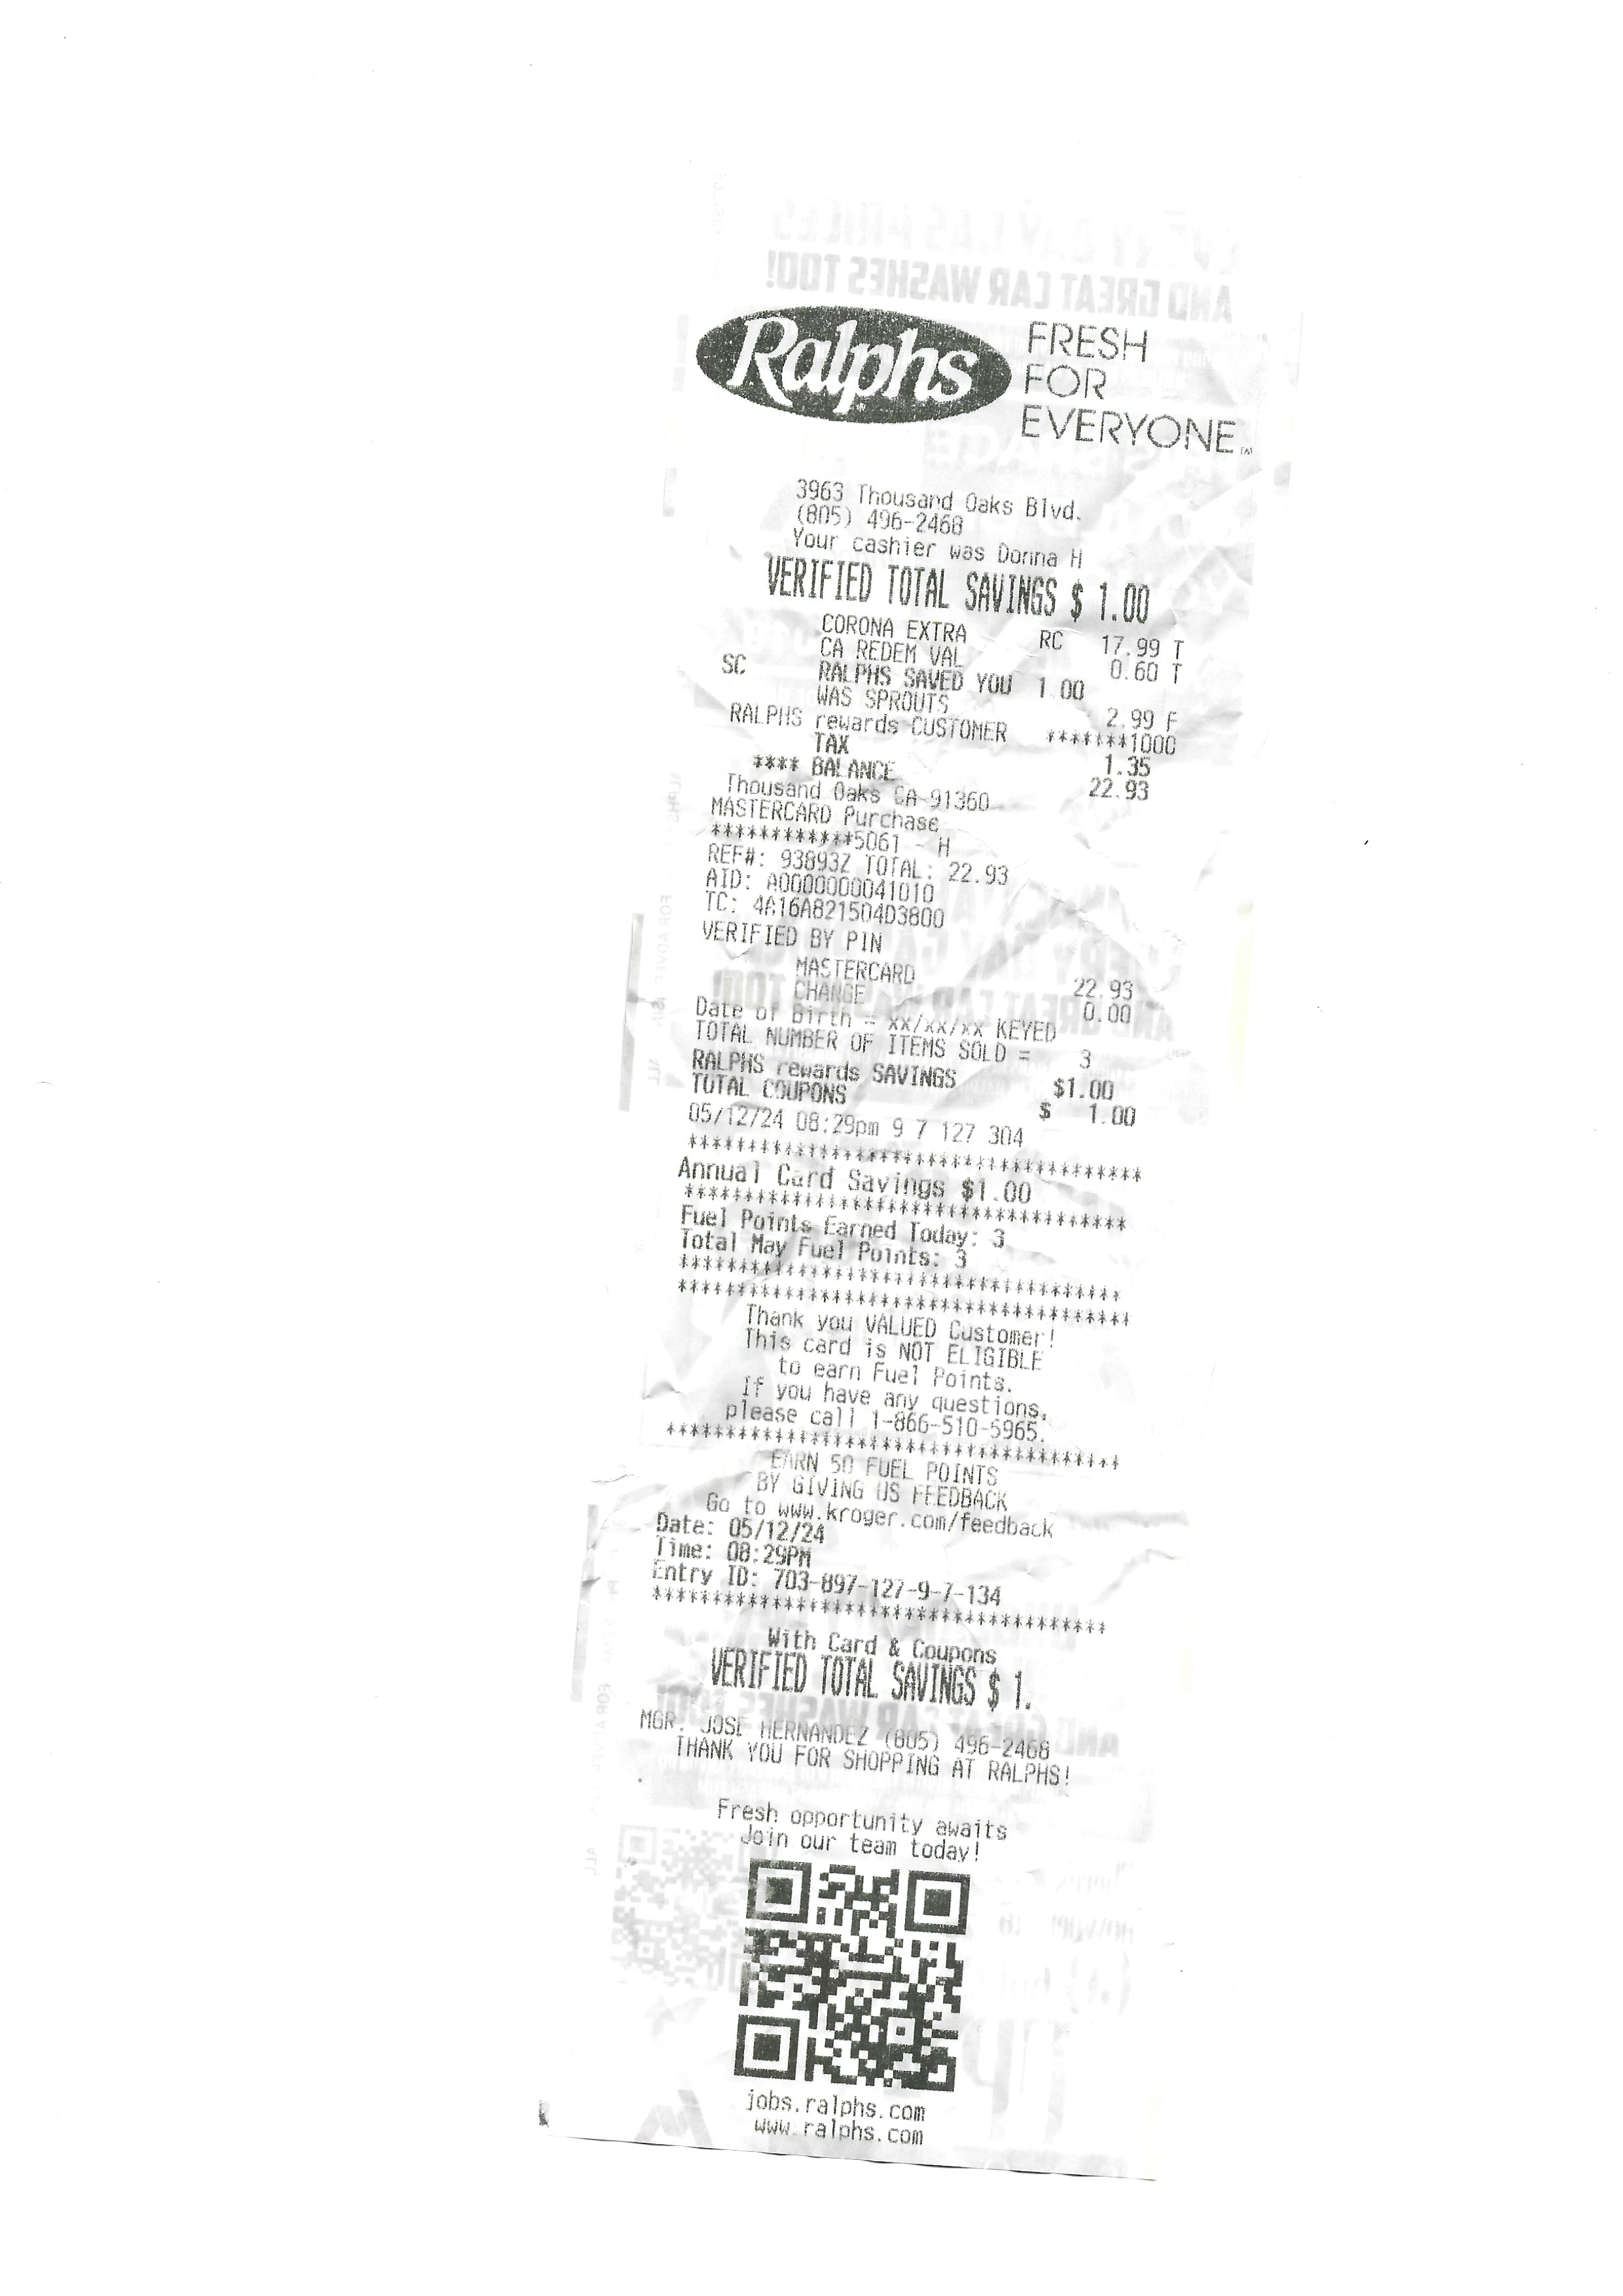 Ralphs FRESH
FOR
EVERYONE™
3963 Thousand Oaks Blvd.
(805) 496-2468
Your cashier was Donna H
VERIFIED TOTAL SAVINGS $ 1.00
CORONA EXTRA RC 17.99 T
CA REDEM VAL 0.60 T
SC RALPHS SAVED YOU 1.00
WAS SPROUTS 2.99 F
RALPHS rewards CUSTOMER *******1000
TAX 1.35
**** BALANCE 22.93
Thousand Oaks CA 91360
MASTERCARD Purchase
************5061 - H
REF#: 93893Z TOTAL: 22.93
AID: A0000000041010
TC: 4A16A821504D3800
VERIFIED BY PIN
MASTERCARD 22.93
CHANGE 0.00
Date of Birth = xx/xx/xx KEYED
TOTAL NUMBER OF ITEMS SOLD = 3
RALPHS rewards SAVINGS $1.00
TOTAL COUPONS $ 1.00
05/12/24 08:29pm 9 7 127 304
*************************************
Annual Card Savings $1.00
*************************************
Fuel Points Earned Today: 3
Total May Fuel Points: 3
*************************************
*************************************
Thank you VALUED Customer!
This card is NOT ELIGIBLE
to earn Fuel Points.
If you have any questions,
please call 1-866-510-5965.
*************************************
EARN 50 FUEL POINTS
BY GIVING US FEEDBACK
Go to www.kroger.com/feedback
Date: 05/12/24
Time: 08:29PM
Entry ID: 703-897-127-9-7-134
*************************************
With Card & Coupons
VERIFIED TOTAL SAVINGS $ 1.
MGR. JOSE HERNANDEZ (805) 496-2468
THANK YOU FOR SHOPPING AT RALPHS!
Fresh opportunity awaits
Join our team today!
jobs.ralphs.com
www.ralphs.com